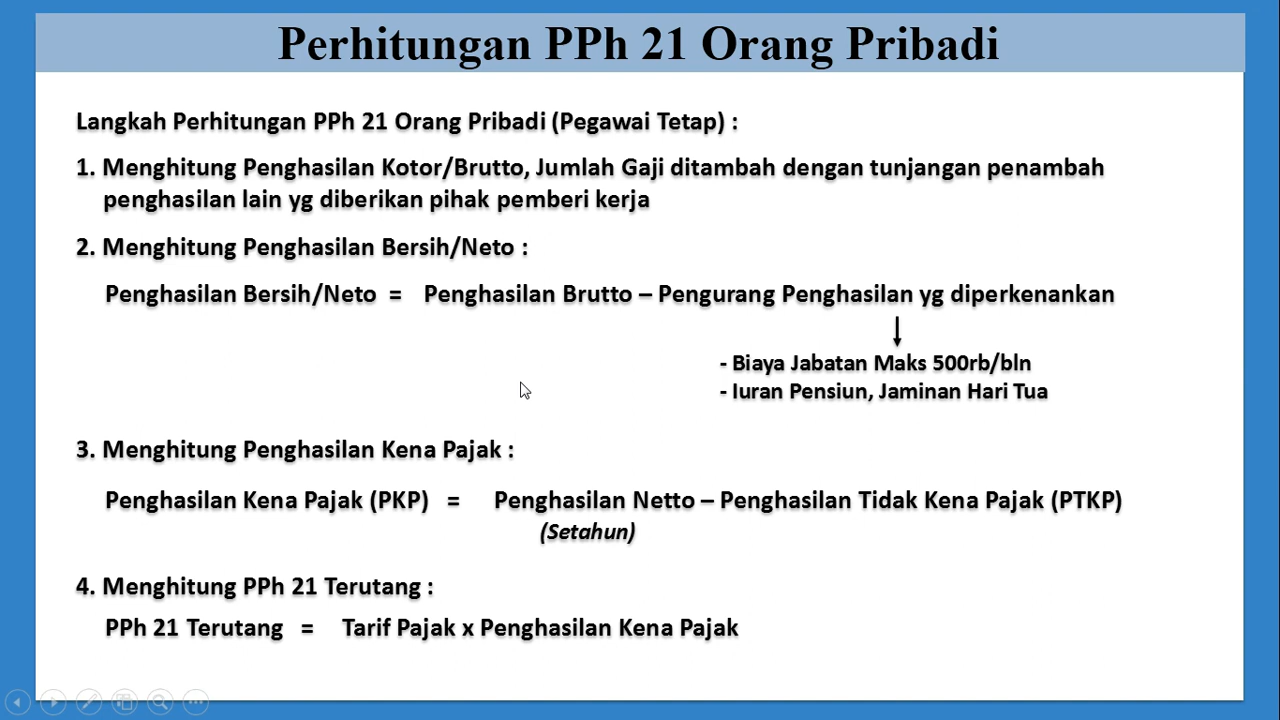 Perhitungan PPh 21 Orang Pribadi
Langkah Perhitungan PPh 21 Orang Pribadi (Pegawai Tetap) :
1. Menghitung Penghasilan Kotor/Brutto, Jumlah Gaji ditambah dengan tunjangan penambah
penghasilan lain yg diberikan pihak pemberi kerja
2. Menghitung Penghasilan Bersih/Neto :
Penghasilan Bersih/Neto = Penghasilan Brutto – Pengurang Penghasilan yg diperkenankan
- Biaya Jabatan Maks 500rb/bln
- Iuran Pensiun, Jaminan Hari Tua
3. Menghitung Penghasilan Kena Pajak :
Penghasilan Kena Pajak (PKP) = Penghasilan Netto – Penghasilan Tidak Kena Pajak (PTKP)
(Setahun)
4. Menghitung PPh 21 Terutang :
PPh 21 Terutang = Tarif Pajak x Penghasilan Kena Pajak